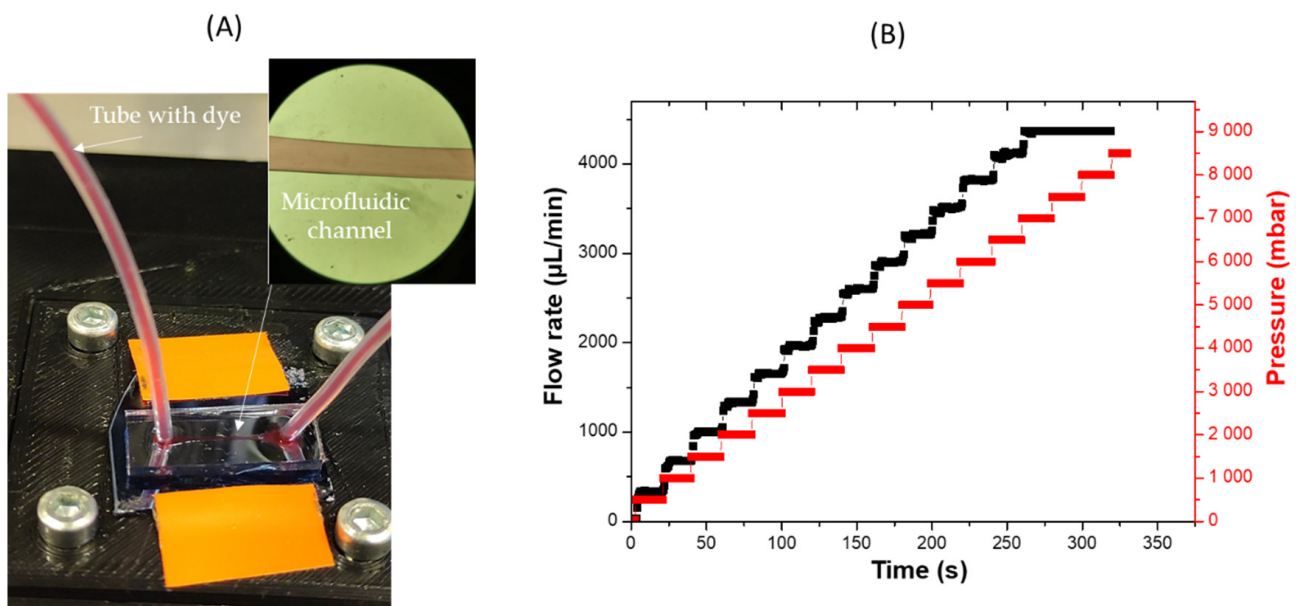 (A)
(B)
Tube with dye
Microfluidic
channel
Flow rate (µL/min)
4000
3000
2000
1000
0
9 000
8 000
7 000
6 000
5 000
4 000
3 000
2 000
1 000
0
Pressure (mbar)
0
50
100
150
200
250
300
350
Time (s)